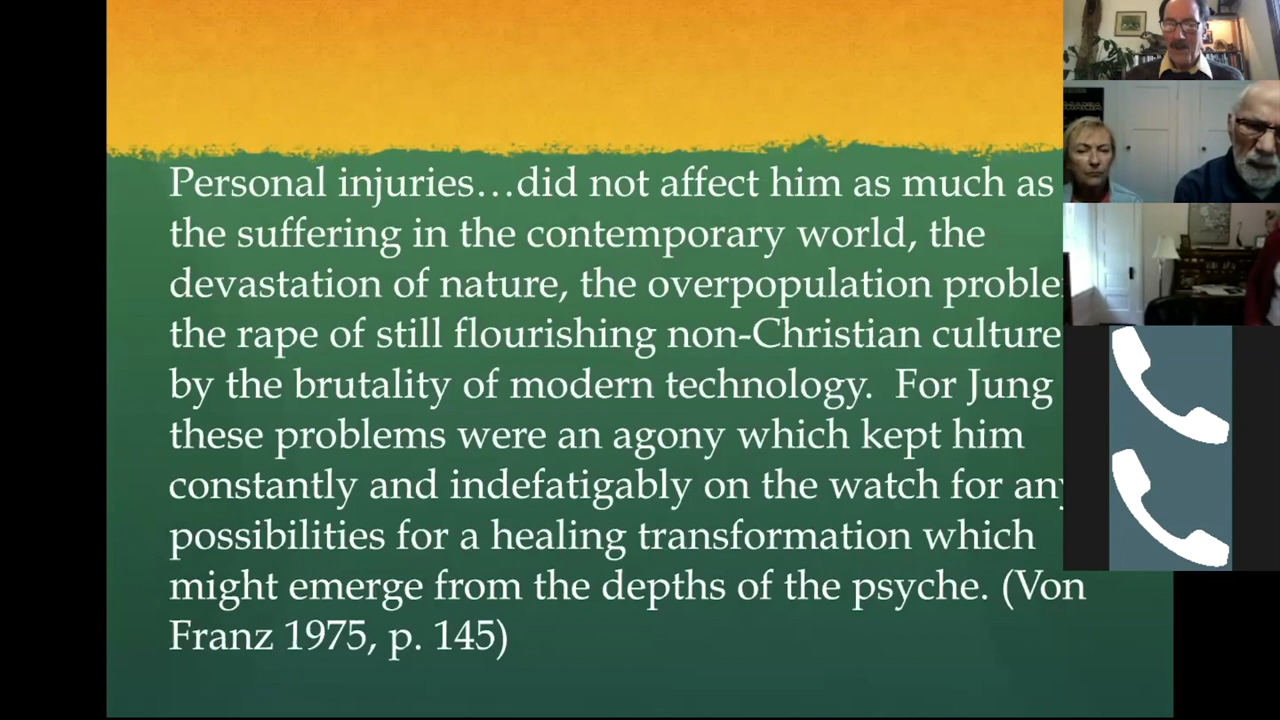 Personal injuries…did not affect him as much as
the suffering in the contemporary world, the
devastation of nature, the overpopulation
the rape of still flourishing non-Christian
by the brutality of modern technology.  For Jung
these problems were an agony which kept him
constantly and indefatigably on the watch for
possibilities for a healing transformation which
might emerge from the depths of the psyche. (Von
Franz 1975, p. 145)